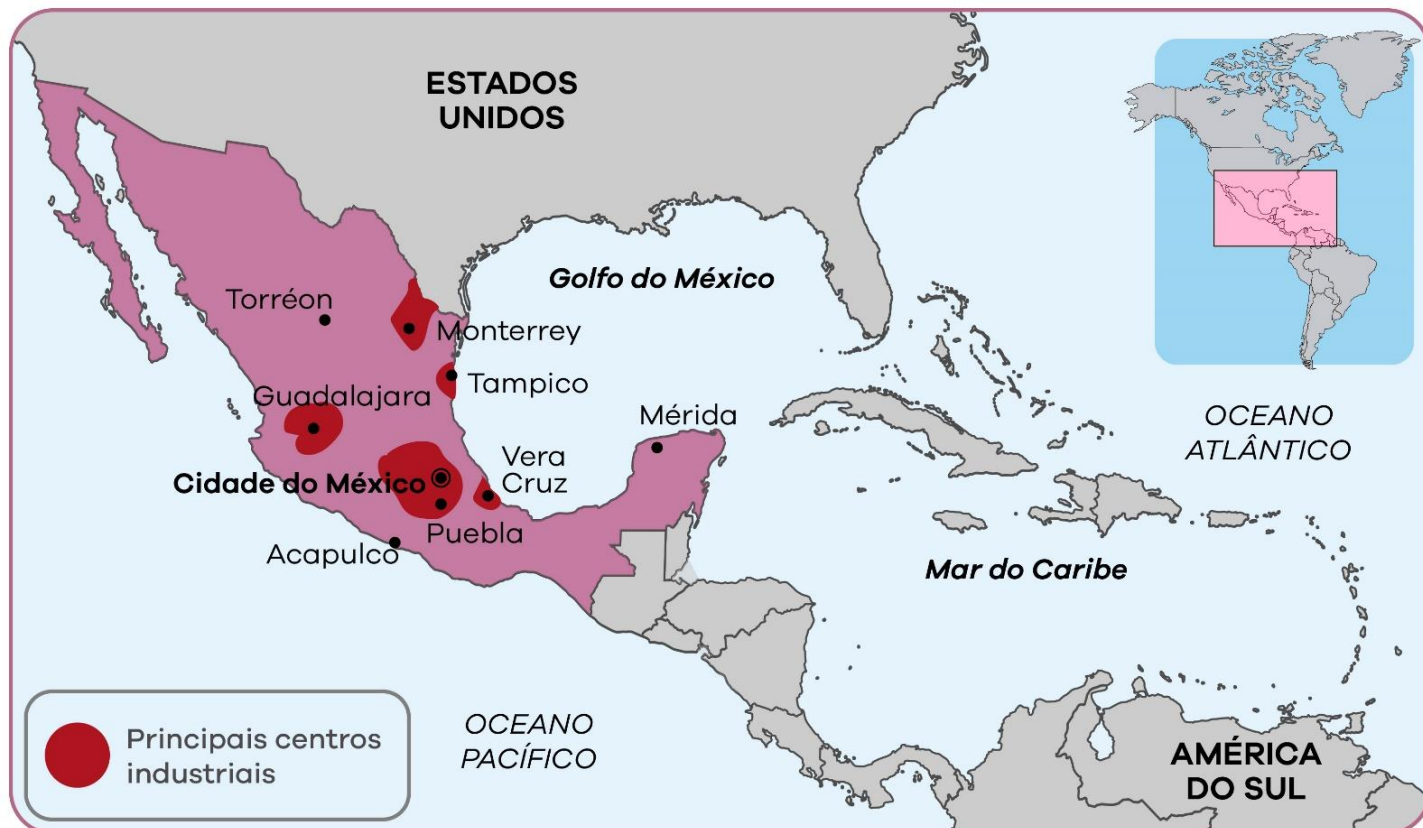 ESTADOS
UNIDOS
Golfo do México
Torréon
Monterrey
Tampico
Guadalajara
Mérida
OCEANO
ATLÂNTICO
Vera
Cruz
Cidade do México
Puebla
Acapulco
Mar do Caribe
OCEANO
PACÍFICO
AMÉRICA
DO SUL
Principais centros
industriais